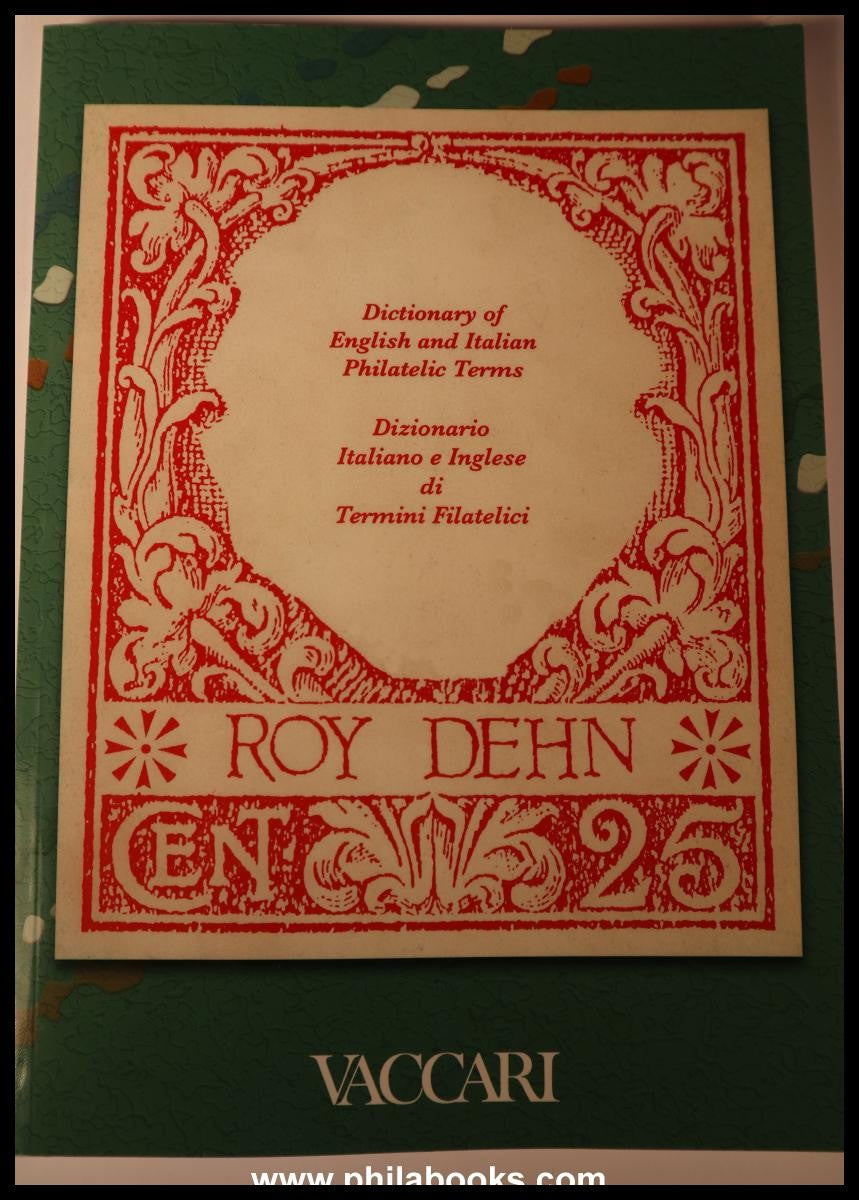 Dictionary of
English and Italian
Philatelic Terms
Dizionario
Italiano e Inglese
di
Termini Filatelici
ROY DEHN
CENT. 25
VACCARI
www.philabooks.com